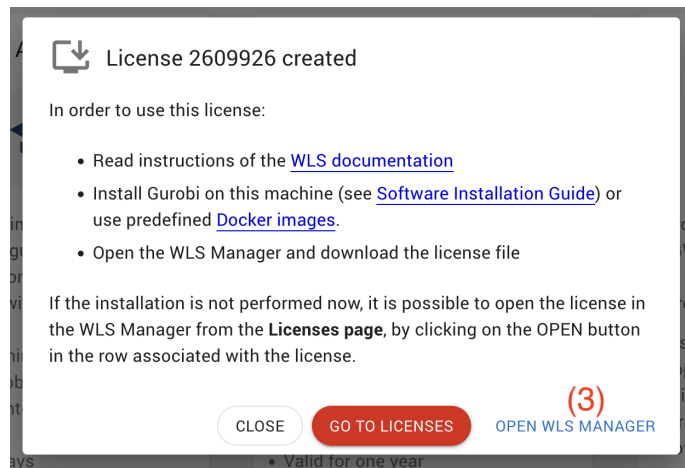 License 2609926 created
In order to use this license:
• Read instructions of the WLS documentation
• Install Gurobi on this machine (see Software Installation Guide) or
use predefined Docker images.
• Open the WLS Manager and download the license file
If the installation is not performed now, it is possible to open the license in
the WLS Manager from the Licenses page, by clicking on the OPEN button
in the row associated with the license.
(3)
CLOSE GO TO LICENSES OPEN WLS MANAGER
• Valid for one year